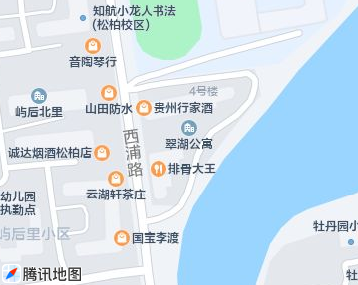 知航小龙人书法
(松柏校区)
音陶琴行
4号楼
屿后北里
山田防水
贵州行家酒
翠湖公寓
西浦路
诚达烟酒松柏店
排骨大王
云湖轩茶庄
幼儿园
执勤点
屿后里小区
国宝李渡
牡丹园小
腾讯地图